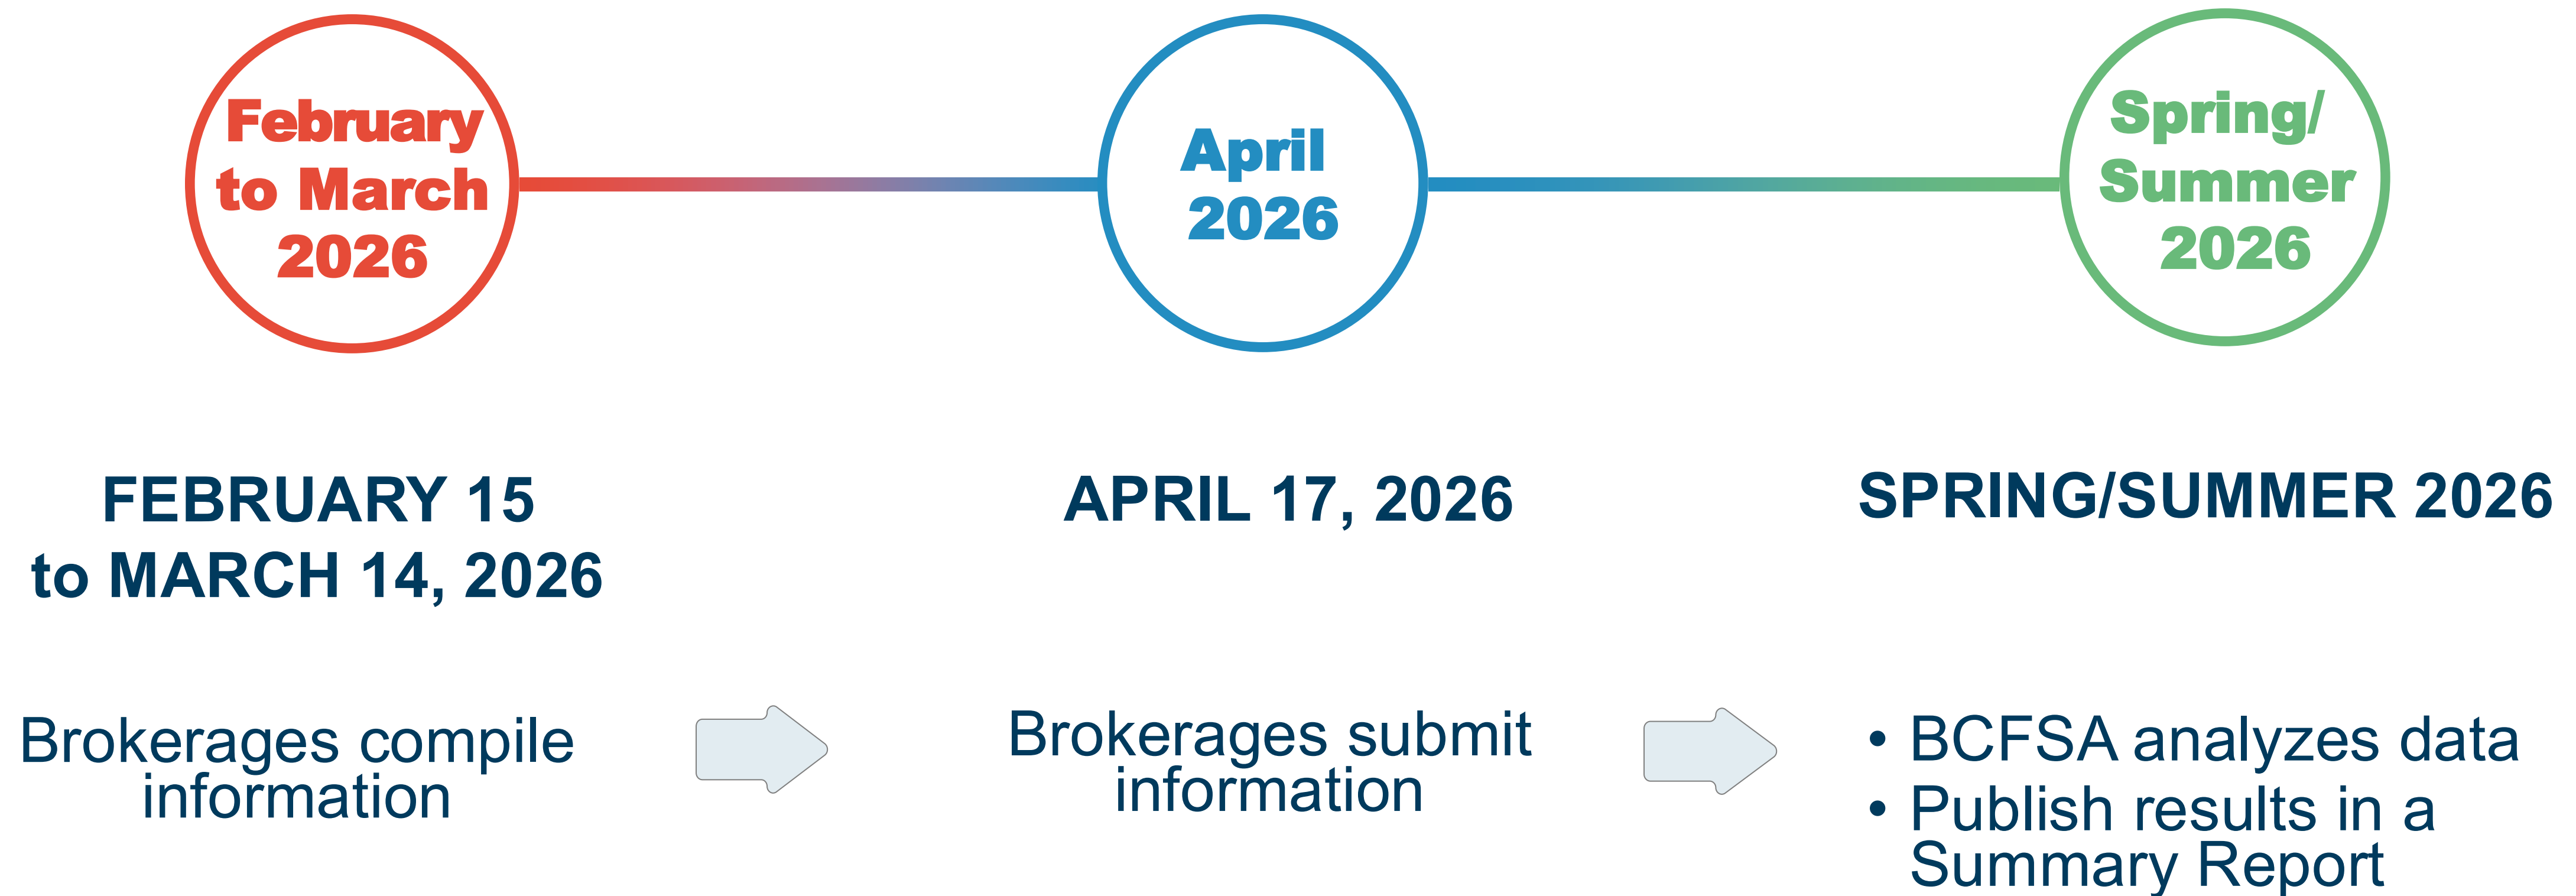 February
to March
2026
April
2026
Spring/
Summer
2026
FEBRUARY 15
to MARCH 14, 2026
APRIL 17, 2026
SPRING/SUMMER 2026
Brokerages compile
information
Brokerages submit
information
• BCFSA analyzes data
• Publish results in a
Summary Report